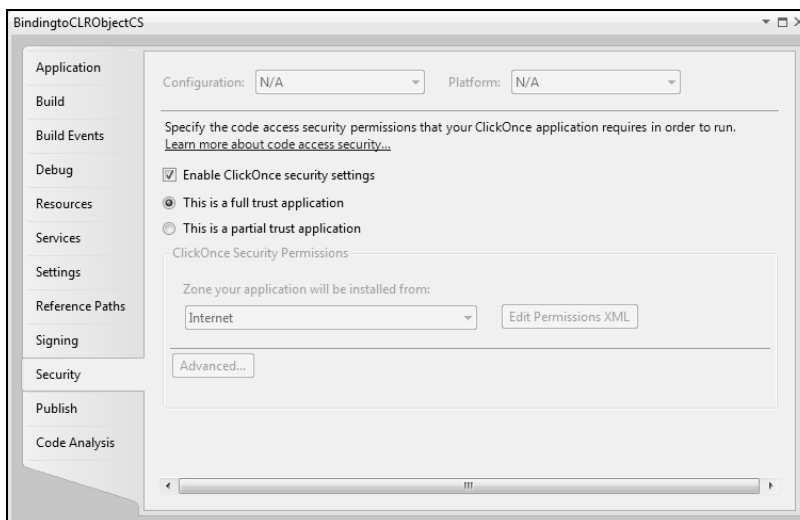 BindingtoCLRObjectCS
Application
Build
Build Events
Debug
Resources
Services
Settings
Reference Paths
Signing
Security
Publish
Code Analysis
Configuration: N/A Platform: N/A
Specify the code access security permissions that your ClickOnce application requires in order to run.
Learn more about code access security...
Enable ClickOnce security settings
This is a full trust application
This is a partial trust application
ClickOnce Security Permissions
Zone your application will be installed from:
Internet Edit Permissions XML
Advanced...